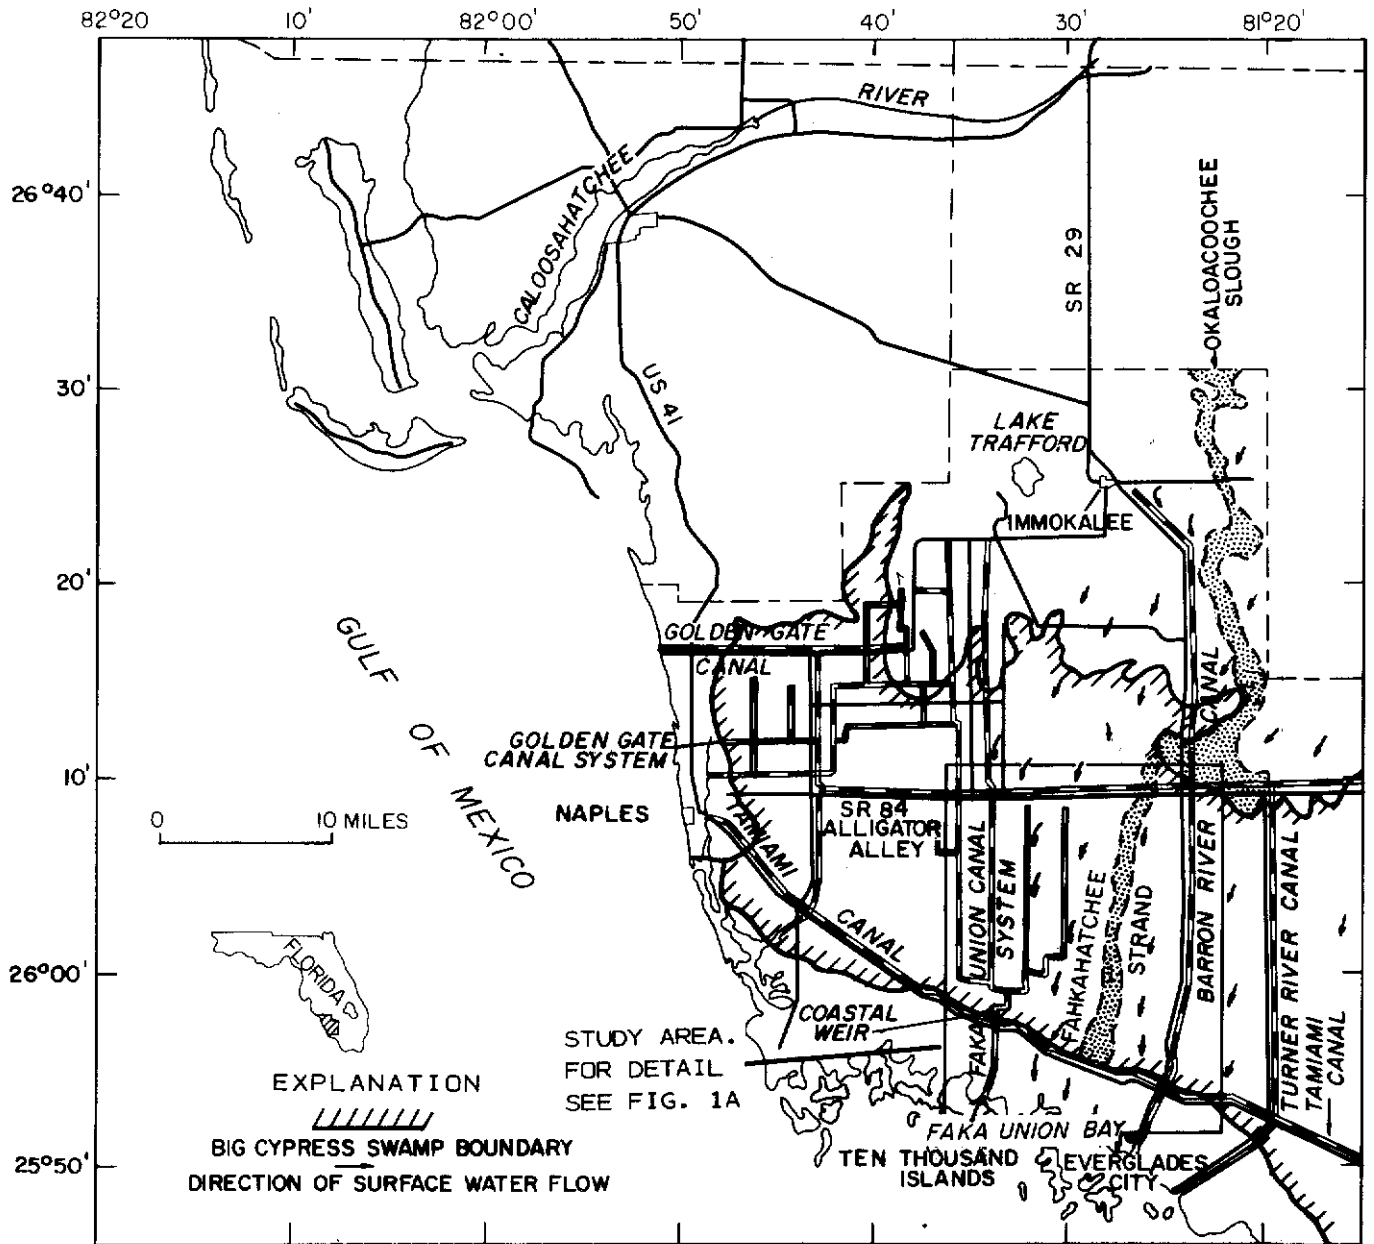 82°20'
10'
82°00'
50'
40'
30'
81°20'
26°40'
30'
20'
10'
26°00'
25°50'
RIVER
CALOOSAHATCHEE
SR 29
OKALOACOOCHEE
SLOUGH
US 41
LAKE
TRAFFORD
IMMOKALEE
GULF OF MEXICO
GOLDEN GATE
CANAL
GOLDEN GATE
CANAL SYSTEM
CANAL
NAPLES
0 10 MILES
TAMIAMI
CANAL
SR 84
ALLIGATOR
ALLEY
FAKA UNION CANAL
SYSTEM
FAHKAHATCHEE
STRAND
BARRON RIVER
TURNER RIVER CANAL
TAMIAMI
CANAL
FLORIDA
COASTAL
WEIR
STUDY AREA.
FOR DETAIL
SEE FIG. 1A
EXPLANATION
BIG CYPRESS SWAMP BOUNDARY
DIRECTION OF SURFACE WATER FLOW
FAKA UNION BAY
TEN THOUSAND
ISLANDS
EVERGLADES
CITY